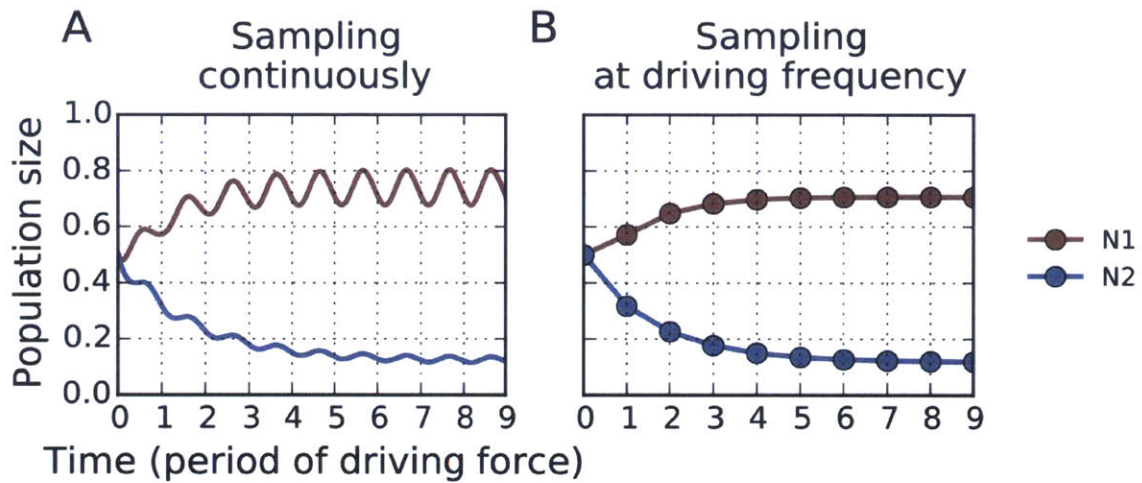 A
Sampling
continuously
B
Sampling
at driving frequency
Population size
1.0
0.8
0.6
0.4
0.2
0.0
0 1 2 3 4 5 6 7 8 9
0 1 2 3 4 5 6 7 8 9
Time (period of driving force)
N1
N2